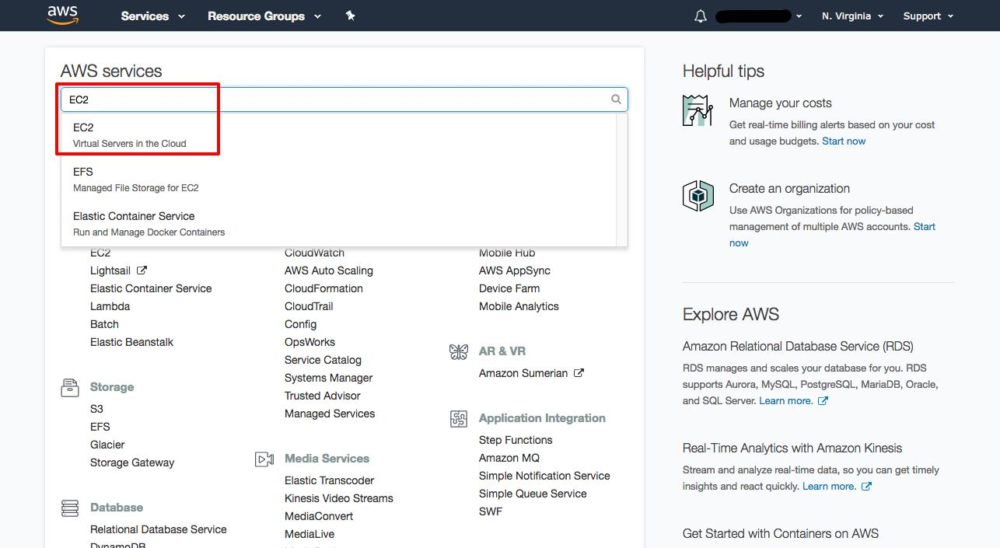 aws
Services
Resource Groups
N. Virginia
Support
AWS services
EC2
EC2
Virtual Servers in the Cloud
EFS
Managed File Storage for EC2
Elastic Container Service
Run and Manage Docker Containers
EC2
Lightsail
Elastic Container Service
Lambda
Batch
Elastic Beanstalk
Storage
S3
EFS
Glacier
Storage Gateway
Database
Relational Database Service
DynamoDB
CloudWatch
AWS Auto Scaling
CloudFormation
CloudTrail
Config
OpsWorks
Service Catalog
Systems Manager
Trusted Advisor
Managed Services
Media Services
Elastic Transcoder
Kinesis Video Streams
MediaConvert
MediaLive
Mobile Hub
AWS AppSync
Device Farm
Mobile Analytics
AR & VR
Amazon Sumerian
Application Integration
Step Functions
Amazon MQ
Simple Notification Service
Simple Queue Service
SWF
Helpful tips
Manage your costs
Get real-time billing alerts based on your cost
and usage budgets. Start now
Create an organization
Use AWS Organizations for policy-based
management of multiple AWS accounts. Start
now
Explore AWS
Amazon Relational Database Service (RDS)
RDS manages and scales your database for you. RDS
supports Aurora, MySQL, PostgreSQL, MariaDB, Oracle,
and SQL Server. Learn more.
Real-Time Analytics with Amazon Kinesis
Stream and analyze real-time data, so you can get timely
insights and react quickly. Learn more.
Get Started with Containers on AWS